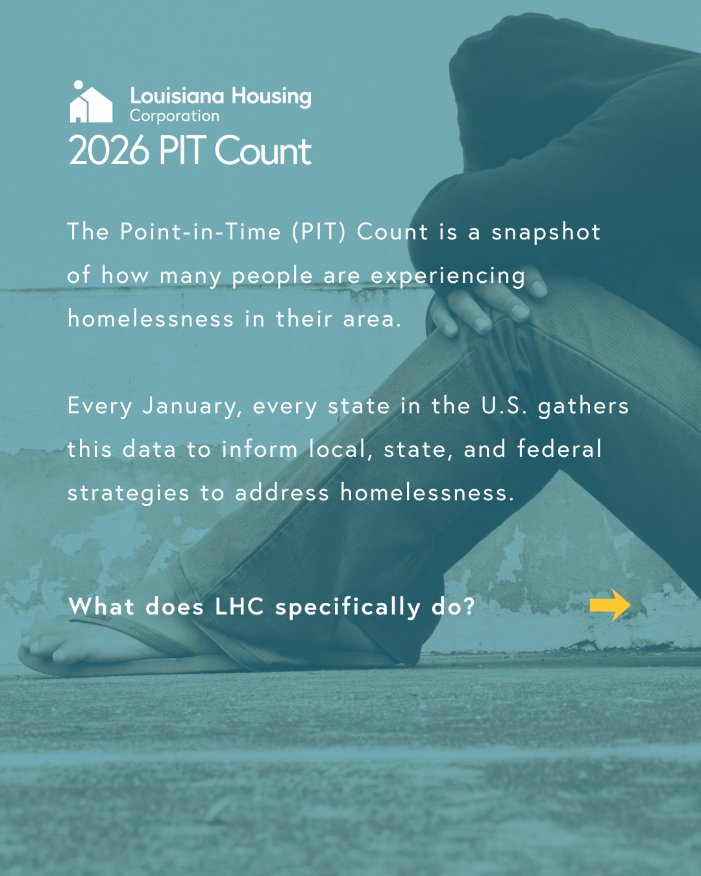 Louisiana Housing
Corporation
2026 PIT Count
The Point-in-Time (PIT) Count is a snapshot
of how many people are experiencing
homelessness in their area.
Every January, every state in the U.S. gathers
this data to inform local, state, and federal
strategies to address homelessness.
What does LHC specifically do?